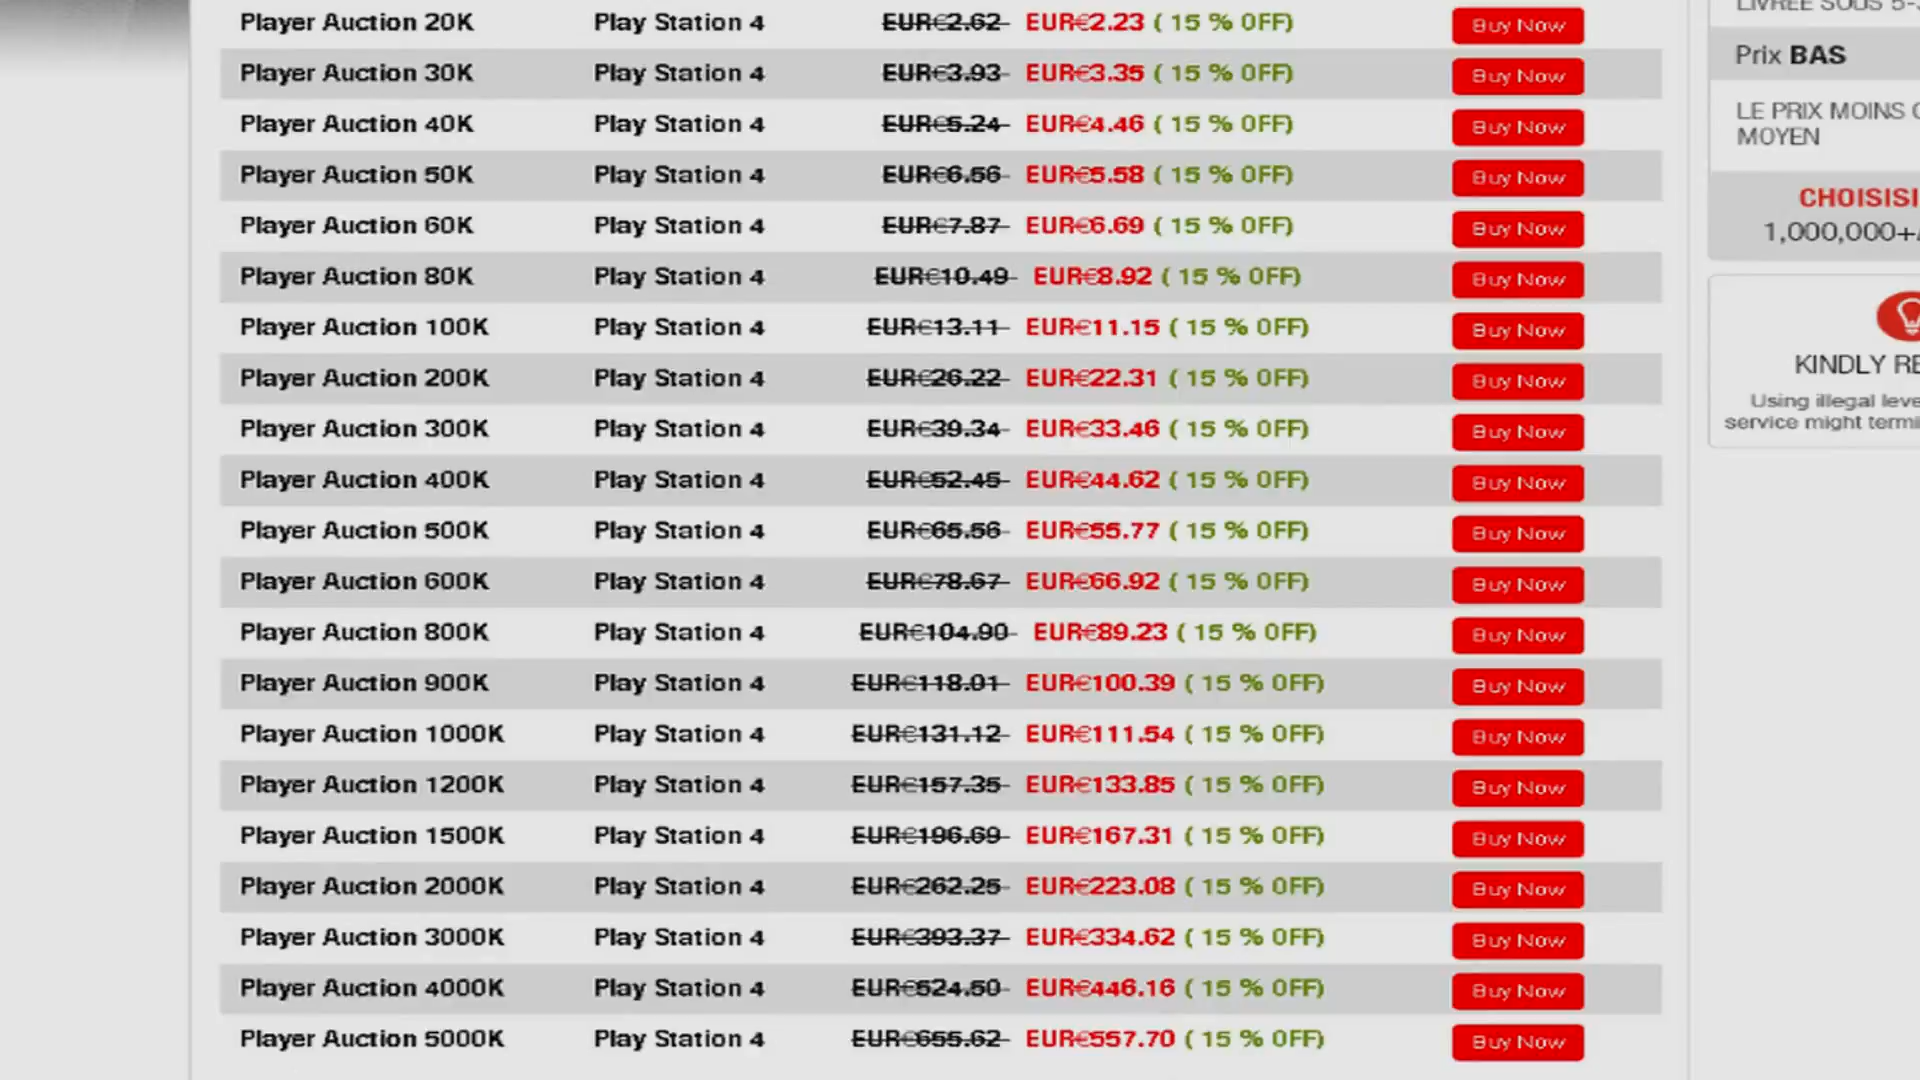 Player Auction 20K Play Station 4 EUR€2.62 EUR€2.23 ( 15 % OFF) Buy Now
Player Auction 30K Play Station 4 EUR€3.93 EUR€3.35 ( 15 % OFF) Buy Now
Player Auction 40K Play Station 4 EUR€5.24 EUR€4.46 ( 15 % OFF) Buy Now
Player Auction 50K Play Station 4 EUR€6.56 EUR€5.58 ( 15 % OFF) Buy Now
Player Auction 60K Play Station 4 EUR€7.87 EUR€6.69 ( 15 % OFF) Buy Now
Player Auction 80K Play Station 4 EUR€10.49 EUR€8.92 ( 15 % OFF) Buy Now
Player Auction 100K Play Station 4 EUR€13.11 EUR€11.15 ( 15 % OFF) Buy Now
Player Auction 200K Play Station 4 EUR€26.22 EUR€22.31 ( 15 % OFF) Buy Now
Player Auction 300K Play Station 4 EUR€39.34 EUR€33.46 ( 15 % OFF) Buy Now
Player Auction 400K Play Station 4 EUR€52.45 EUR€44.62 ( 15 % OFF) Buy Now
Player Auction 500K Play Station 4 EUR€65.56 EUR€55.77 ( 15 % OFF) Buy Now
Player Auction 600K Play Station 4 EUR€78.67 EUR€66.92 ( 15 % OFF) Buy Now
Player Auction 800K Play Station 4 EUR€104.90 EUR€89.23 ( 15 % OFF) Buy Now
Player Auction 900K Play Station 4 EUR€118.01 EUR€100.39 ( 15 % OFF) Buy Now
Player Auction 1000K Play Station 4 EUR€131.12 EUR€111.54 ( 15 % OFF) Buy Now
Player Auction 1200K Play Station 4 EUR€157.35 EUR€133.85 ( 15 % OFF) Buy Now
Player Auction 1500K Play Station 4 EUR€196.69 EUR€167.31 ( 15 % OFF) Buy Now
Player Auction 2000K Play Station 4 EUR€262.25 EUR€223.08 ( 15 % OFF) Buy Now
Player Auction 3000K Play Station 4 EUR€393.37 EUR€334.62 ( 15 % OFF) Buy Now
Player Auction 4000K Play Station 4 EUR€524.50 EUR€446.16 ( 15 % OFF) Buy Now
Player Auction 5000K Play Station 4 EUR€655.62 EUR€557.70 ( 15 % OFF) Buy Now
LIVRÉE SOUS 5-
Prix BAS
LE PRIX MOINS
MOYEN
CHOISISI
1,000,000+
KINDLY RE
Using illegal leve
service might termi